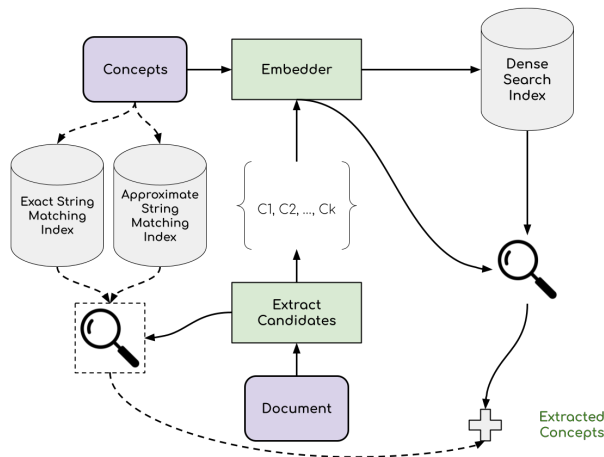 Concepts
Embedder
Dense
Search
Index
Exact String
Matching
Index
Approximate
String
Matching
Index
C1, C2, ..., Ck
Extract
Candidates
Document
Extracted
Concepts